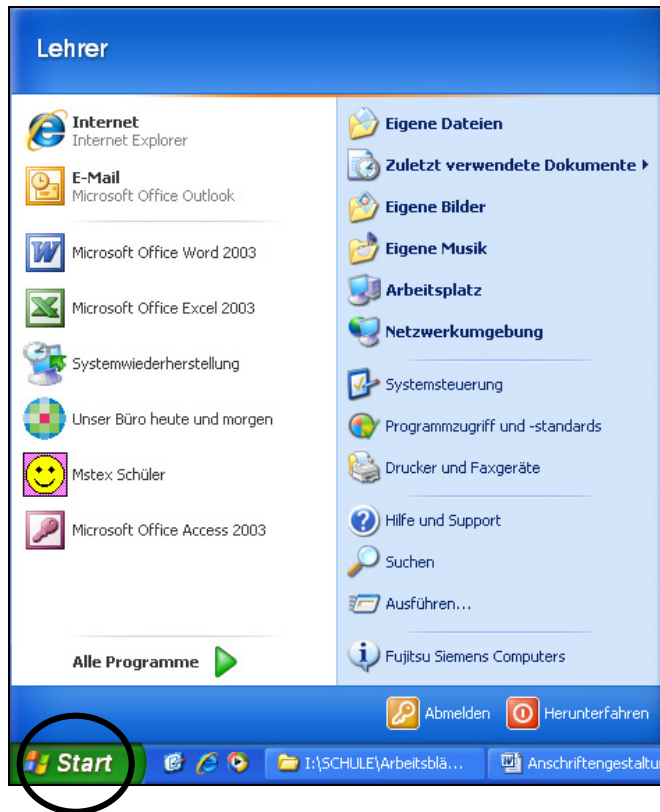 Lehrer
Internet
Internet Explorer
E-Mail
Microsoft Office Outlook
Microsoft Office Word 2003
Microsoft Office Excel 2003
Systemwiederherstellung
Unser Büro heute und morgen
Mstex Schüler
Microsoft Office Access 2003
Alle Programme
Eigene Dateien
Zuletzt verwendete Dokumente
Eigene Bilder
Eigene Musik
Arbeitsplatz
Netzwerkumgebung
Systemsteuerung
Programmzugriff und -standards
Drucker und Faxgeräte
Hilfe und Support
Suchen
Ausführen...
Fujitsu Siemens Computers
Abmelden
Herunterfahren
Start
I:\SCHULE\Arbeitsblä...
Anschriftengestaltu